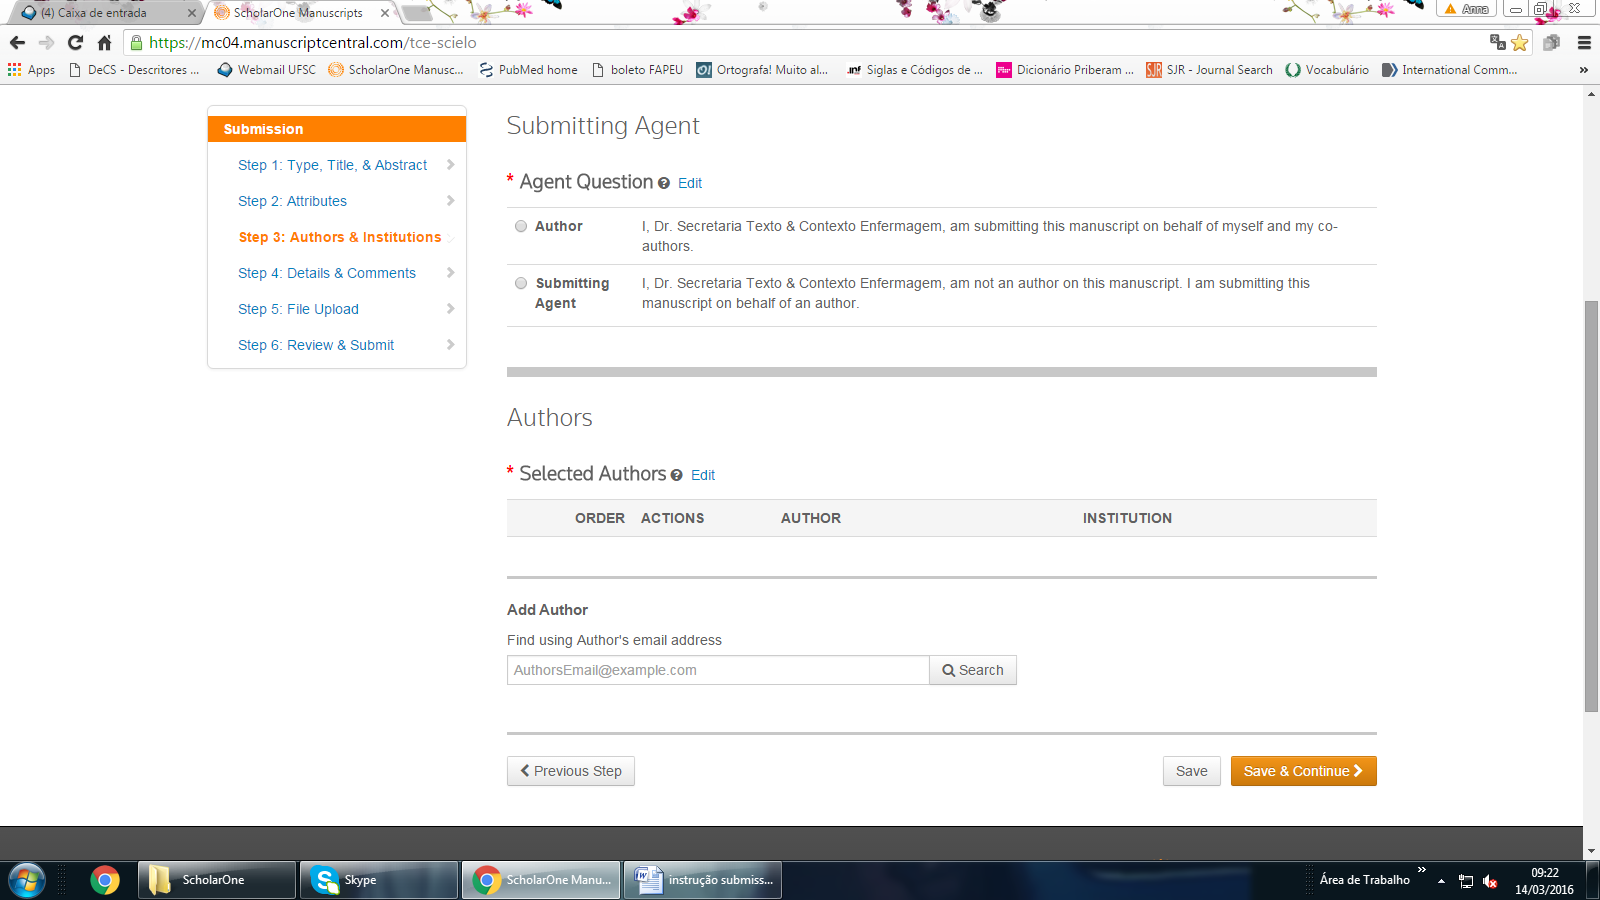 (4) Caixa de entrada
ScholarOne Manuscripts
Anna
https://mc04.manuscriptcentral.com/tce-scielo
Apps
DeCS - Descritores ...
Webmail UFSC
ScholarOne Manusc...
PubMed home
boleto FAPEU
Ortografa! Muito al...
Siglas e Códigos de ...
Dicionário Priberam ...
SJR - Journal Search
Vocabulário
International Comm...
»
Submission
Step 1: Type, Title, & Abstract
Step 2: Attributes
Step 3: Authors & Institutions
Step 4: Details & Comments
Step 5: File Upload
Step 6: Review & Submit
Submitting Agent
* Agent Question Edit
Author
I, Dr. Secretaria Texto & Contexto Enfermagem, am submitting this manuscript on behalf of myself and my co-
authors.
Submitting
Agent
I, Dr. Secretaria Texto & Contexto Enfermagem, am not an author on this manuscript. I am submitting this
manuscript on behalf of an author.
Authors
* Selected Authors Edit
ORDER ACTIONS AUTHOR INSTITUTION
Add Author
Find using Author's email address
AuthorsEmail@example.com
Search
Previous Step
Save
Save & Continue
ScholarOne
Skype
ScholarOne Manu...
instrução submiss...
Área de Trabalho »
09:22
14/03/2016